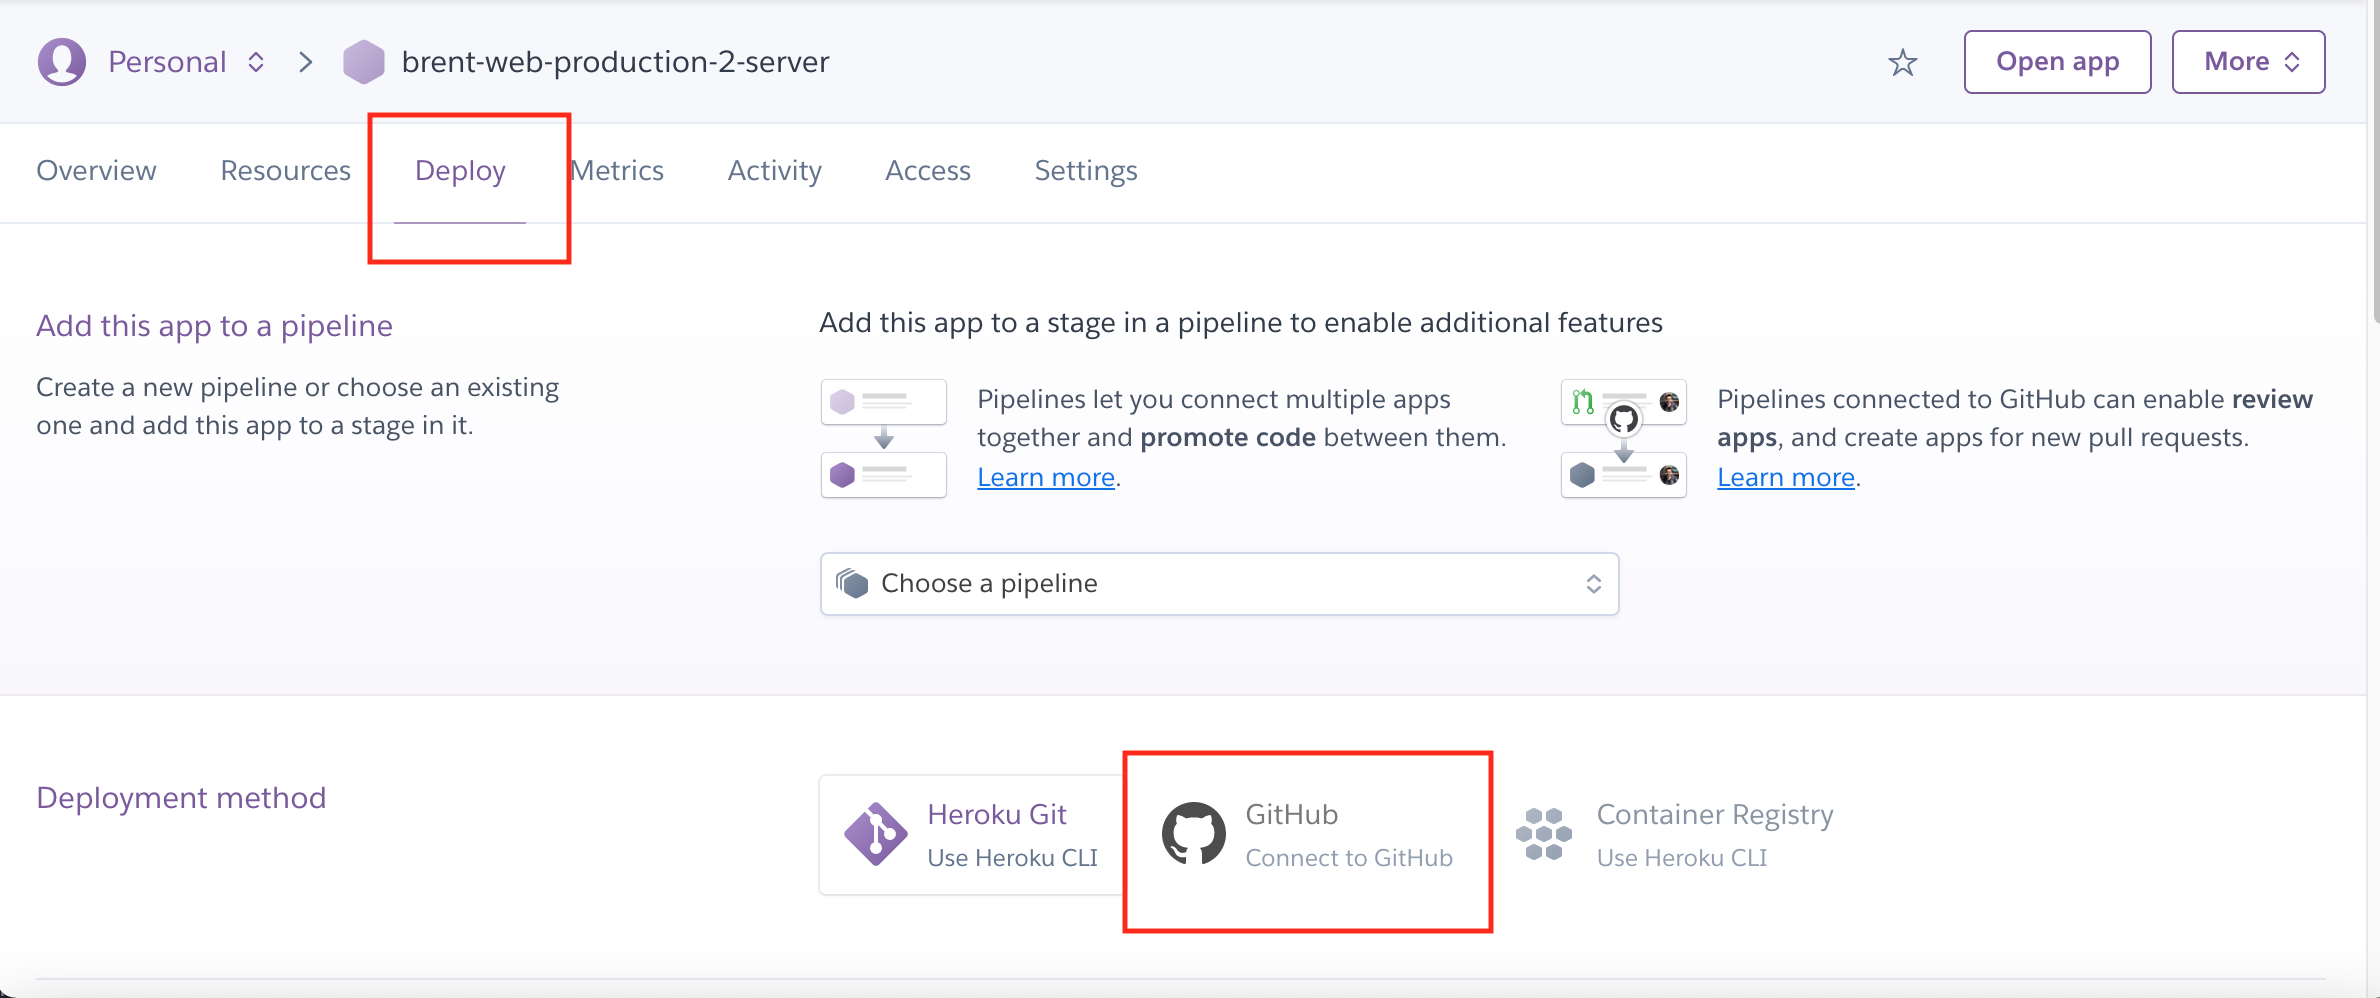 Personal
brent-web-production-2-server
Open app
More
Overview
Resources
Deploy
Metrics
Activity
Access
Settings
Add this app to a pipeline
Create a new pipeline or choose an existing
one and add this app to a stage in it.
Add this app to a stage in a pipeline to enable additional features
Pipelines let you connect multiple apps
together and promote code between them.
Learn more.
Pipelines connected to GitHub can enable review
apps, and create apps for new pull requests.
Learn more.
Choose a pipeline
Deployment method
Heroku Git
Use Heroku CLI
GitHub
Connect to GitHub
Container Registry
Use Heroku CLI